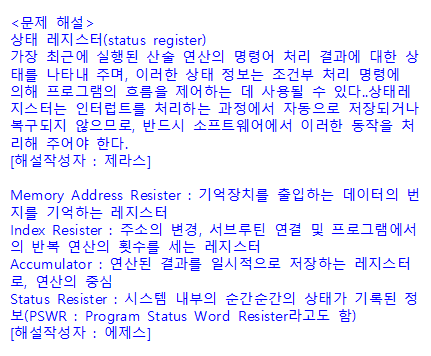 <문제 해설>
상태 레지스터(status register)
가장 최근에 실행된 산술 연산의 명령어 처리 결과에 대한 상
태를 나타내 주며, 이러한 상태 정보는 조건부 처리 명령에
의해 프로그램의 흐름을 제어하는 데 사용될 수 있다..상태레
지스터는 인터럽트를 처리하는 과정에서 자동으로 저장되거나
복구되지 않으므로, 반드시 소프트웨어에서 이러한 동작을 처
리해 주어야 한다.
[해설작성자 : 제라스]
Memory Address Resister : 기억장치를 출입하는 데이터의 번
지를 기억하는 레지스터
Index Resister : 주소의 변경, 서브루틴 연결 및 프로그램에서
의 반복 연산의 횟수를 세는 레지스터
Accumulator : 연산된 결과를 일시적으로 저장하는 레지스터
로, 연산의 중심
Status Resister : 시스템 내부의 순간순간의 상태가 기록된 정
보(PSWR : Program Status Word Resister라고도 함)
[해설작성자 : 에제스]